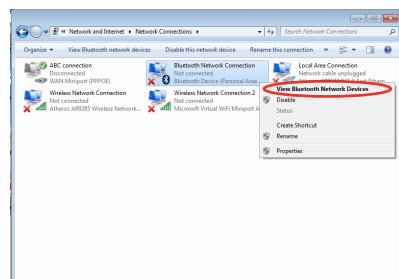 « Network and Internet ▸ Network Connections ▸
Search Network Connections
Organize ▾ View Bluetooth network devices Disable this network device Rename this connection »
ABC connection
Disconnected
WAN Miniport (PPPOE)
Bluetooth Network Connection
Not connected
Bluetooth Device (Personal Area
Local Area Connection
Network cable unplugged
Wireless Network Connection
Not connected
Atheros AR9285 Wireless Network...
Wireless Network Connection 2
Not connected
Microsoft Virtual WiFi Miniport A
View Bluetooth Network Devices
Disable
Status
Create Shortcut
Rename
Properties